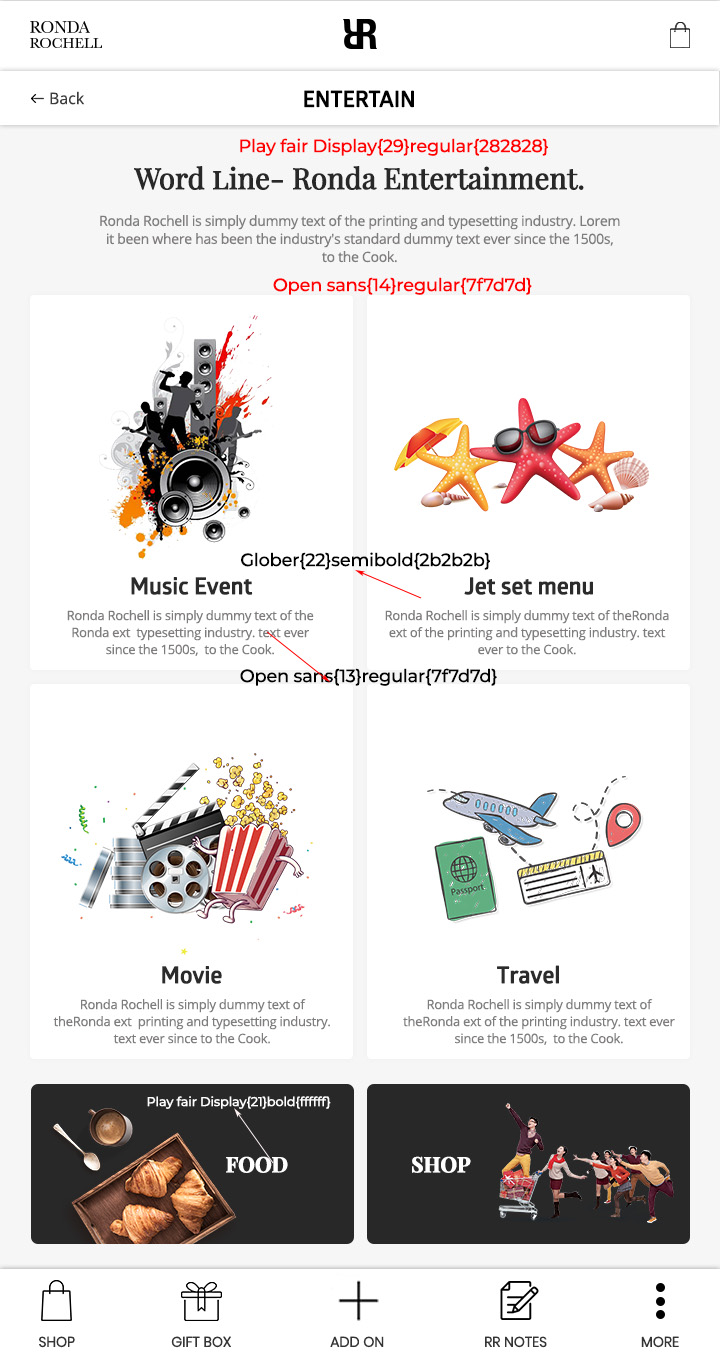 RONDA
ROCHELL
RR
Back
ENTERTAIN
Play fair Display{29}regular{282828}
Word Line- Ronda Entertainment.
Ronda Rochell is simply dummy text of the printing and typesetting industry. Lorem
it been where has been the industry's standard dummy text ever since the 1500s,
to the Cook.
Open sans{14}regular{7f7d7d}
Glober{22}semibold{2b2b2b}
Music Event
Ronda Rochell is simply dummy text of the
Ronda ext typesetting industry. text ever
since the 1500s, to the Cook.
Jet set menu
Ronda Rochell is simply dummy text of theRonda
ext of the printing and typesetting industry. text
ever to the Cook.
Open sans{13}regular{7f7d7d}
Passport
Movie
Ronda Rochell is simply dummy text of
theRonda ext printing and typesetting industry.
text ever since to the Cook.
Travel
Ronda Rochell is simply dummy text of
theRonda ext of the printing industry. text ever
since the 1500s, to the Cook.
Play fair Display{21}bold{ffffff}
FOOD
SHOP
SHOP
GIFT BOX
ADD ON
RR NOTES
MORE